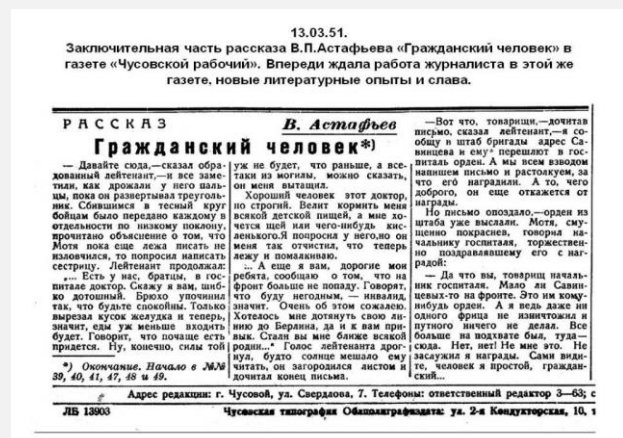 13.03.51.
Заключительная часть рассказа В.П.Астафьева «Гражданский человек» в
газете «Чусовской рабочий». Впереди ждала работа журналиста в этой же
газете, новые литературные опыты и слава.
РАССКАЗ
В. Астафьев
Гражданский человек*)
— Давайте сюда,—сказал обра-
дованный лейтенант,—и все заме-
тили, как дрожали у него паль-
цы, пока он развертывал треуголь-
ник. Сбившимся в тесный круг
бойцам было передано каждому в
отдельности по низкому поклону,
прочитано объяснение о том, что
Мотя пока еще лежа писать не
изловчился, то попросил написать
сестрицу. Лейтенант продолжал:
„... Есть у нас, братцы, в гос-
питале доктор. Скажу я вам, шиб-
ко дотошный. Брюхо упочинил
так, что будьте спокойны. Только
вырезал кусок желудка и теперь,
значит, еды уж меньше входить
будет. Говорит, что почаще есть
придется. Ну, конечно, силы той
*) Окончание. Начало в №№
39, 40, 41, 47, 48 и 49.
уж не будет, что раньше, а все-
таки из могилы, можно сказать,
он меня вытащил.
Хороший человек этот доктор,
но строгий. Велит кормить меня
всякой детской пищей, а мне хо-
чется щей или чего-нибудь кис-
ленького.Я попросил у него,но он
меня так отчистил, что теперь
лежу и помалкиваю.
... А еще я вам, дорогие мои
ребята, сообщаю о том, что на
фронт больше не попаду. Говорят,
что буду негодным, — инвалид,
значит. Очень об этом сожалею.
Хотелось мне дотянуть свою ли-
нию до Берлина, да и к вам при-
вык. Стали вы мне ближе всякой
родни...“ Голос лейтенанта дрог-
нул, будто солнце мешало ему
читать, он загородился листом и
дочитал конец письма.
—Вот что, товарищи,—дочитав
письмо, сказал лейтенант,—я со-
общу в штаб бригады адрес Са-
винцева и ему перешлют в гос-
питаль орден. А мы всем взводом
напишем письмо и растолкуем, за
что его наградили. А то, чего
доброго, он еще откажется от
награды.
Но письмо опоздало,—орден из
штаба уже выслали. Мотя, сму-
щенно покраснев, говорил на-
чальнику госпиталя, торжествен-
но поздравлявшему его с наг-
радой:
— Да что вы, товарищ началь-
ник госпиталя. Мало ли Савин-
цевых-то на фронте. Это им кому-
нибудь орден. А я ведь даже ни
одного фрица не изничтожил и
путного ничего не делал. Все
больше на подхвате был, туда—
сюда. Нет, нет! Не мне это. Не
заслужил я награды. Сами види-
те, человек я простой, граждан-
ский...
Адрес редакции: г. Чусовой, ул. Свердлова, 7. Телефоны: ответственный редактор 3—63; с
ЛБ 13903
Чусовская типография Облполиграфиздата: ул. 2-я Кондукторская, 10, т